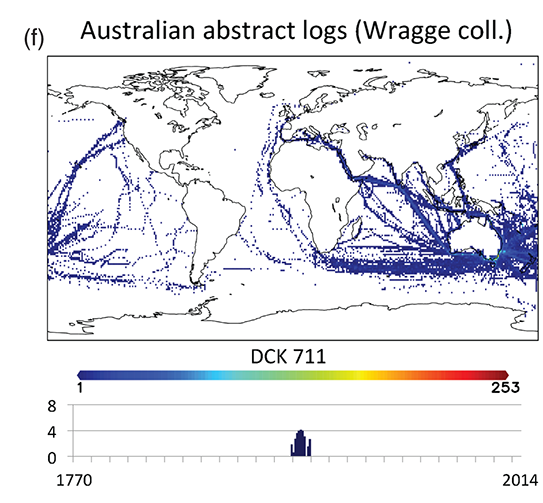 (f) Australian abstract logs (Wragge coll.)
DCK 711
1 253
8
4
0
1770 2014